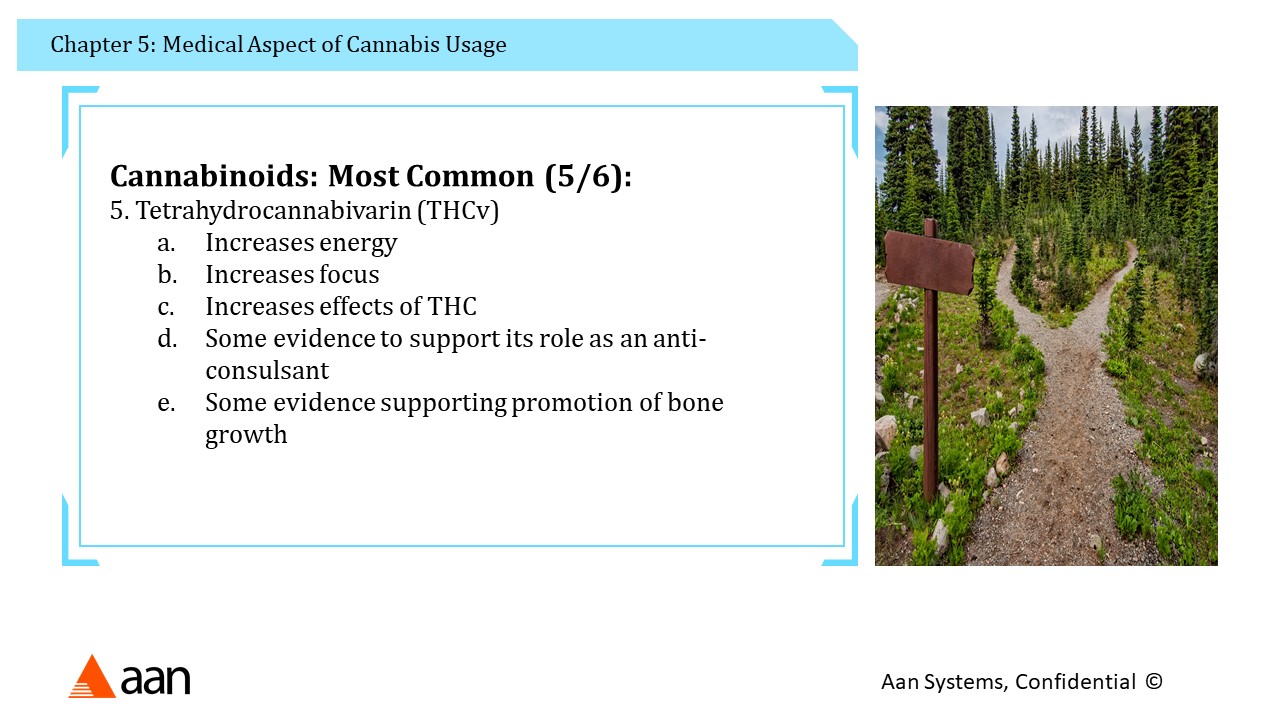 Chapter 5: Medical Aspect of Cannabis Usage
Cannabinoids: Most Common (5/6):
5. Tetrahydrocannabivarin (THCv)
a. Increases energy
b. Increases focus
c. Increases effects of THC
d. Some evidence to support its role as an anti-
consulsant
e. Some evidence supporting promotion of bone
growth
aan
Aan Systems, Confidential ©